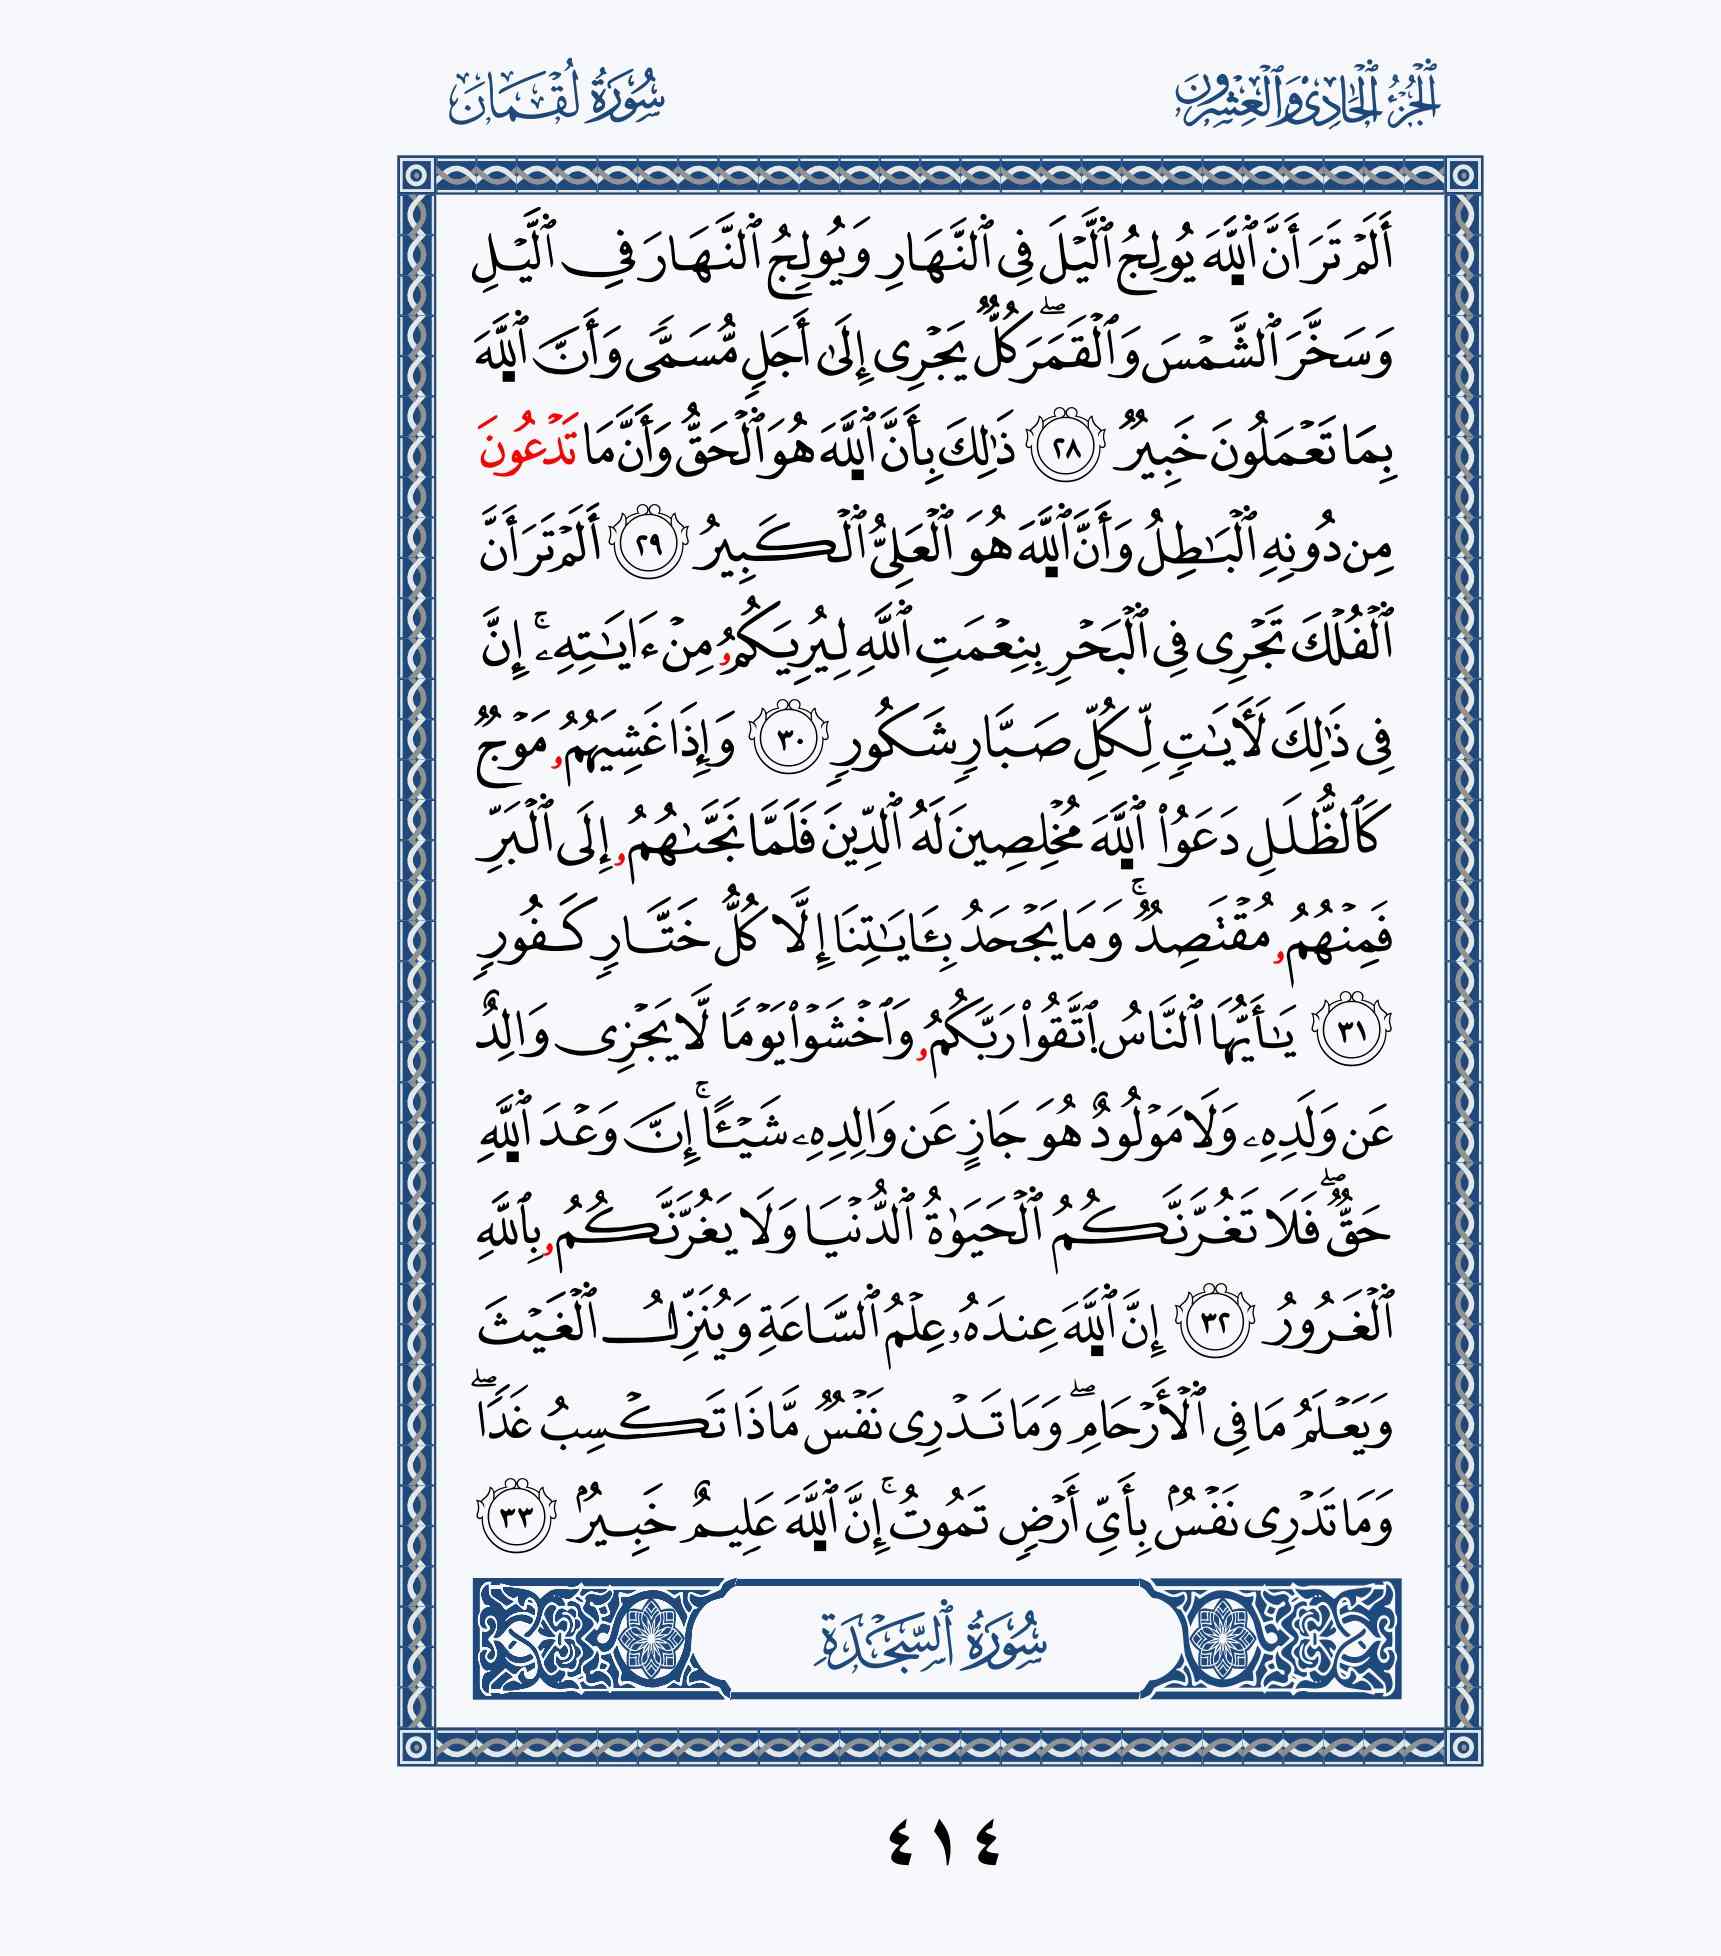 الجُزْءُ الحَادِي وَالعِشْرُونَ
سُورَةُ لُقْمَان
أَلَمۡ تَرَ أَنَّ ٱللَّهَ يُولِجُ ٱلَّيۡلَ فِي ٱلنَّهَارِ وَيُولِجُ ٱلنَّهَارَ فِي ٱلَّيۡلِ
وَسَخَّرَ ٱلشَّمۡسَ وَٱلۡقَمَرَۖ كُلّٞ يَجۡرِي إِلَىٰ أَجَلٖ مُّسَمّٗى وَأَنَّ ٱللَّهَ
بِمَا تَعۡمَلُونَ خَبِيرٞ ٢٨ ذَٰلِكَ بِأَنَّ ٱللَّهَ هُوَ ٱلۡحَقُّ وَأَنَّ مَا تَدۡعُونَ
مِن دُونِهِ ٱلۡبَٰطِلُ وَأَنَّ ٱللَّهَ هُوَ ٱلۡعَلِيُّ ٱلۡكَبِيرُ ٢٩ أَلَمۡ تَرَ أَنَّ
ٱلۡفُلۡكَ تَجۡرِي فِي ٱلۡبَحۡرِ بِنِعۡمَتِ ٱللَّهِ لِيُرِيَكُمُۥ مِنۡ ءَايَٰتِهِۦۚ إِنَّ
فِي ذَٰلِكَ لَأٓيَٰتٖ لِّكُلِّ صَبَّارٖ شَكُورٖ ٣٠ وَإِذَا غَشِيَهُمُۥ مَوۡجٞ
كَٱلظُّلَلِ دَعَوُاْ ٱللَّهَ مُخۡلِصِينَ لَهُ ٱلدِّينَ فَلَمَّا نَجَّىٰهُمُۥ إِلَى ٱلۡبَرِّ
فَمِنۡهُمُۥ مُقۡتَصِدٞۚ وَمَا يَجۡحَدُ بِـَٔايَٰتِنَا إِلَّا كُلُّ خَتَّارٖ كَفُورٖ
٣١ يَٰأَيُّهَا ٱلنَّاسُ ٱتَّقُواْ رَبَّكُمُۥ وَٱخۡشَوۡاْ يَوۡمٗا لَّا يَجۡزِي وَالِدٌ
عَن وَلَدِهِۦ وَلَا مَوۡلُودٌ هُوَ جَازٍ عَن وَالِدِهِۦ شَيۡـًٔاۚ إِنَّ وَعۡدَ ٱللَّهِ
حَقّٞۖ فَلَا تَغُرَّنَّكُمُ ٱلۡحَيَوٰةُ ٱلدُّنۡيَا وَلَا يَغُرَّنَّكُمُۥ بِٱللَّهِ
ٱلۡغَرُورُ ٣٢ إِنَّ ٱللَّهَ عِندَهُۥ عِلۡمُ ٱلسَّاعَةِ وَيُنَزِّلُ ٱلۡغَيۡثَ
وَيَعۡلَمُ مَا فِي ٱلۡأَرۡحَامِۖ وَمَا تَدۡرِي نَفۡسٞ مَّاذَا تَكۡسِبُ غَدٗاۖ
وَمَا تَدۡرِي نَفۡسُۢ بِأَيِّ أَرۡضٖ تَمُوتُۚ إِنَّ ٱللَّهَ عَلِيمٌ خَبِيرُۢ ٣٣
سُورَةُ ٱلسَّجۡدَةِ
٤١٤